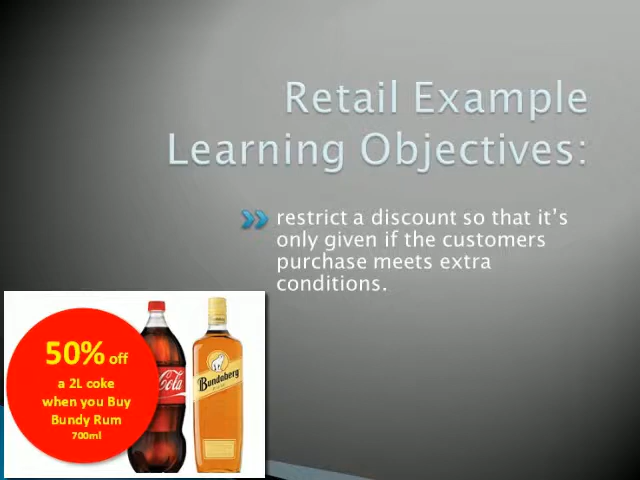 Retail Example
Learning Objectives:
restrict a discount so that it's
only given if the customers
purchase meets extra
conditions.
50% off
a 2L coke
when you Buy
Bundy Rum
700ml
Cola
Bundaberg